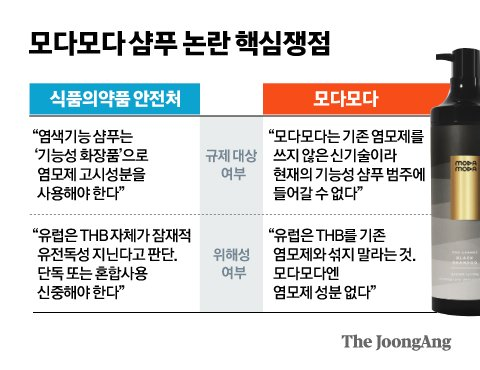 모다모다 샴푸 논란 핵심쟁점
식품의약품 안전처
모다모다
“염색기능 샴푸는
‘기능성 화장품’으로
염모제 고시성분을
사용해야 한다”
규제 대상
여부
“모다모다는 기존 염모제를
쓰지 않은 신기술이라
현재의 기능성 샴푸 범주에
들어갈 수 없다”
“유럽은 THB 자체가 잠재적
유전독성 지닌다고 판단.
단독 또는 혼합사용
신중해야 한다”
위해성
여부
“유럽은 THB를 기존
염모제와 섞지 말라는 것.
모다모다엔
염모제 성분 없다”
MODA
MODA
BLACK
SHAMPOO
The JoongAng